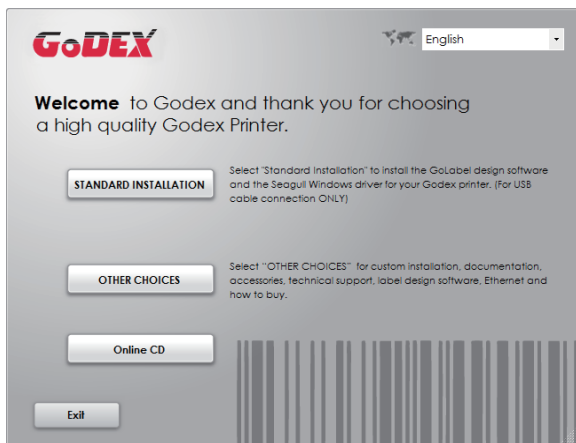 GoDEX
English
Welcome to Godex and thank you for choosing
a high quality Godex Printer.
STANDARD INSTALLATION
Select "Standard Installation" to install the GoLabel design software
and the Seagull Windows driver for your Godex printer. (For USB
cable connection ONLY)
OTHER CHOICES
Select "OTHER CHOICES" for custom installation, documentation,
accessories, technical support, label design software, Ethernet and
how to buy.
Online CD
Exit